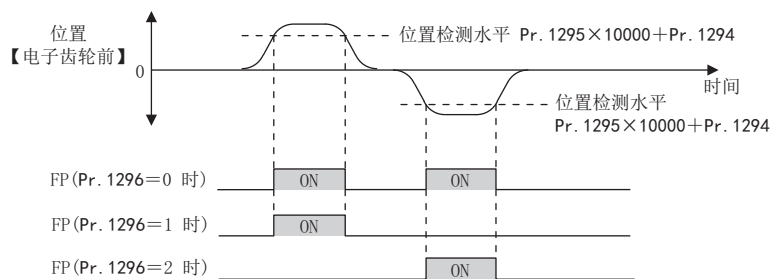 位置
【电子齿轮前】
位置检测水平 Pr.1295×10000＋Pr.1294
0
时间
位置检测水平
Pr.1295×10000＋Pr.1294
FP(Pr.1296＝0 时)
ON
ON
FP(Pr.1296＝1 时)
ON
FP(Pr.1296＝2 时)
ON